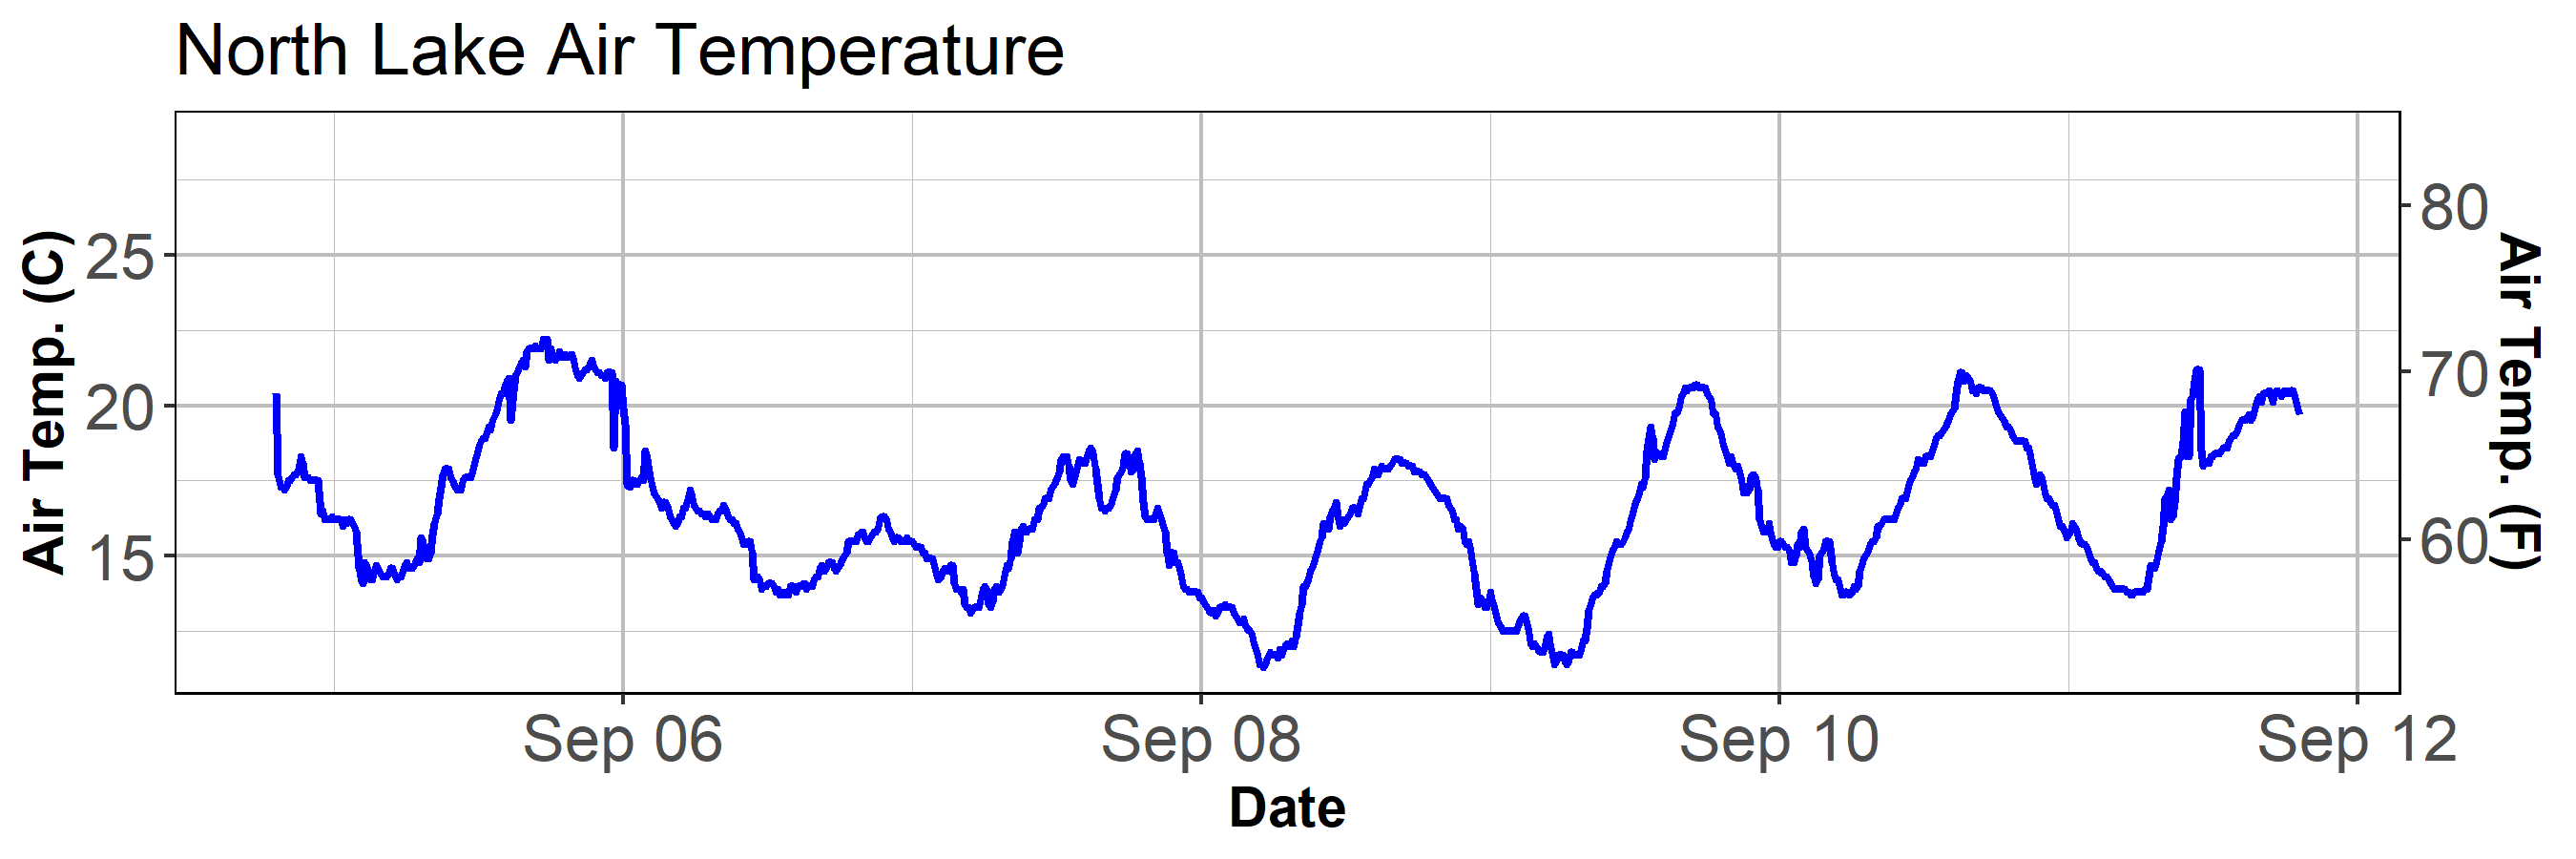 North Lake Air Temperature
Air Temp. (C)
25
20
15
80
70
60
Air Temp. (F)
Sep 06
Sep 08
Sep 10
Sep 12
Date